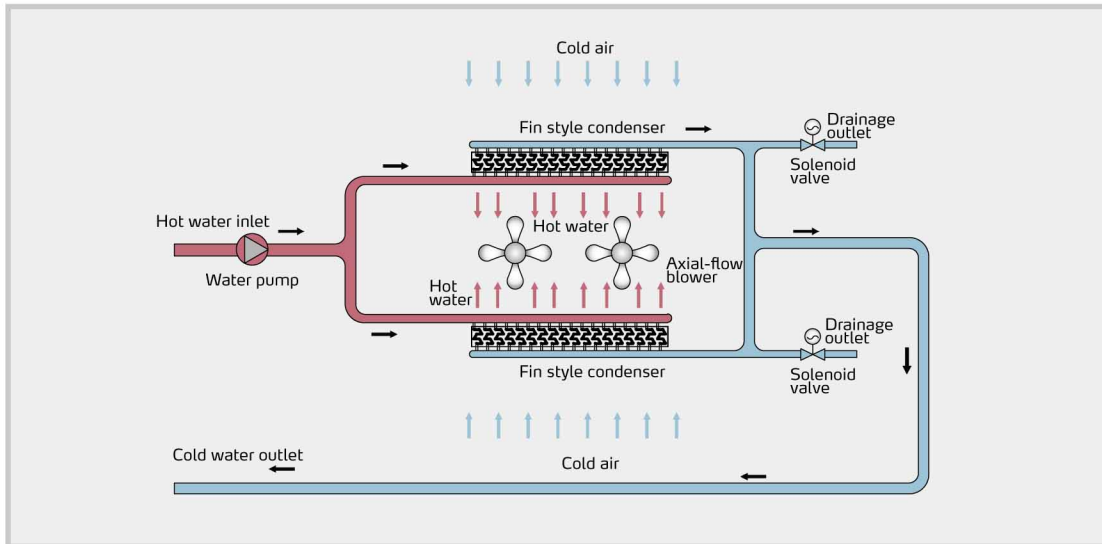 Cold air
Fin style condenser
Drainage
outlet
Solenoid
valve
Hot water inlet
Water pump
Hot water
Hot
water
Axial-flow
blower
Drainage
outlet
Fin style condenser
Solenoid
valve
Cold water outlet
Cold air